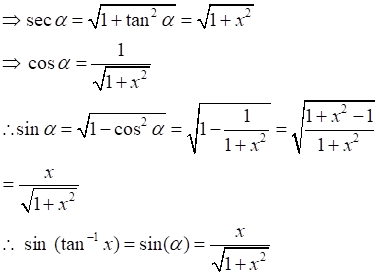 ⇒ sec α = √(1 + tan² α) = √(1 + x²)
⇒ cos α = 1/√(1 + x²)
∴ sin α = √(1 − cos² α) = √(1 − 1/(1 + x²)) = √((1 + x² − 1)/(1 + x²))
= x/√(1 + x²)
∴ sin (tan⁻¹ x) = sin(α) = x/√(1 + x²)